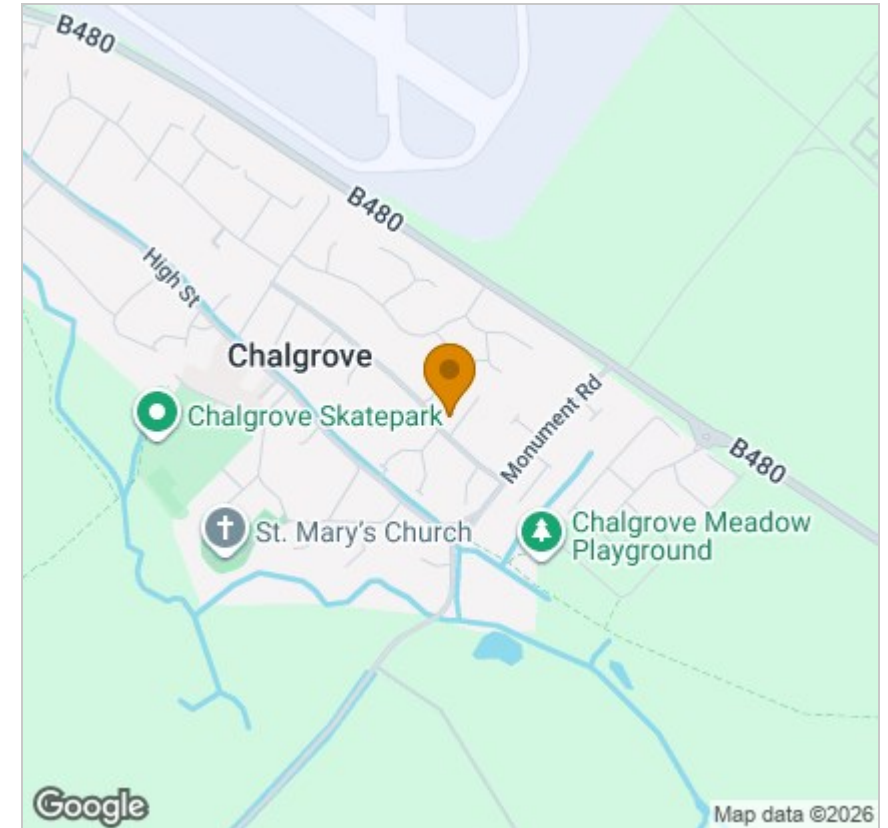 B480
B480
High St
Chalgrove
Chalgrove Skatepark
Monument Rd
B480
St. Mary's Church
Chalgrove Meadow
Playground
Google
Map data ©2026